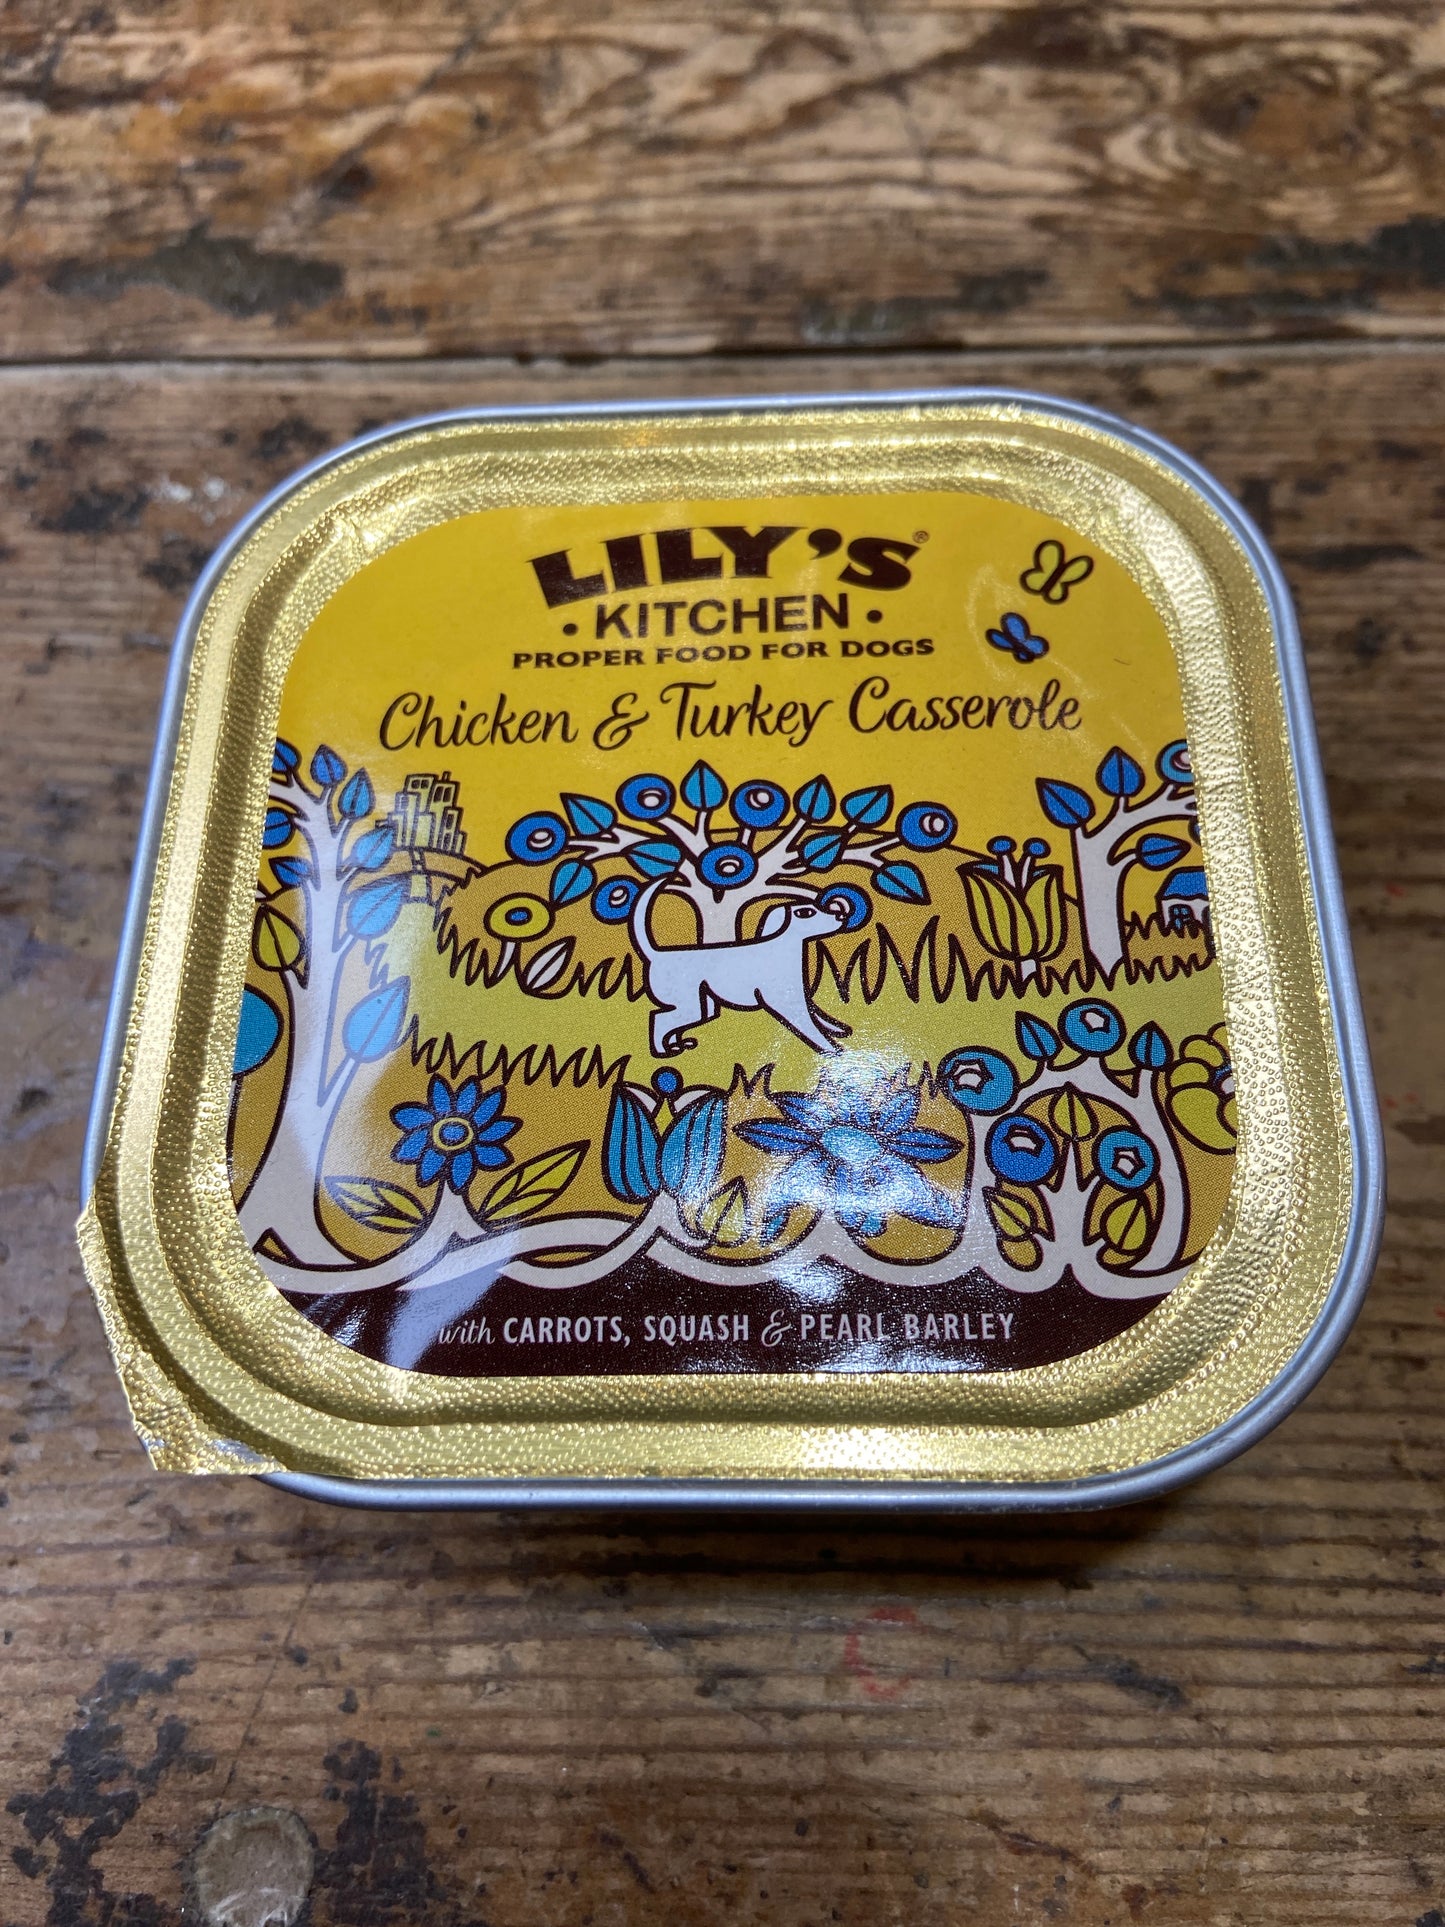 LILY'S®
• KITCHEN •
PROPER FOOD FOR DOGS
Chicken & Turkey Casserole
with CARROTS, SQUASH & PEARL BARLEY